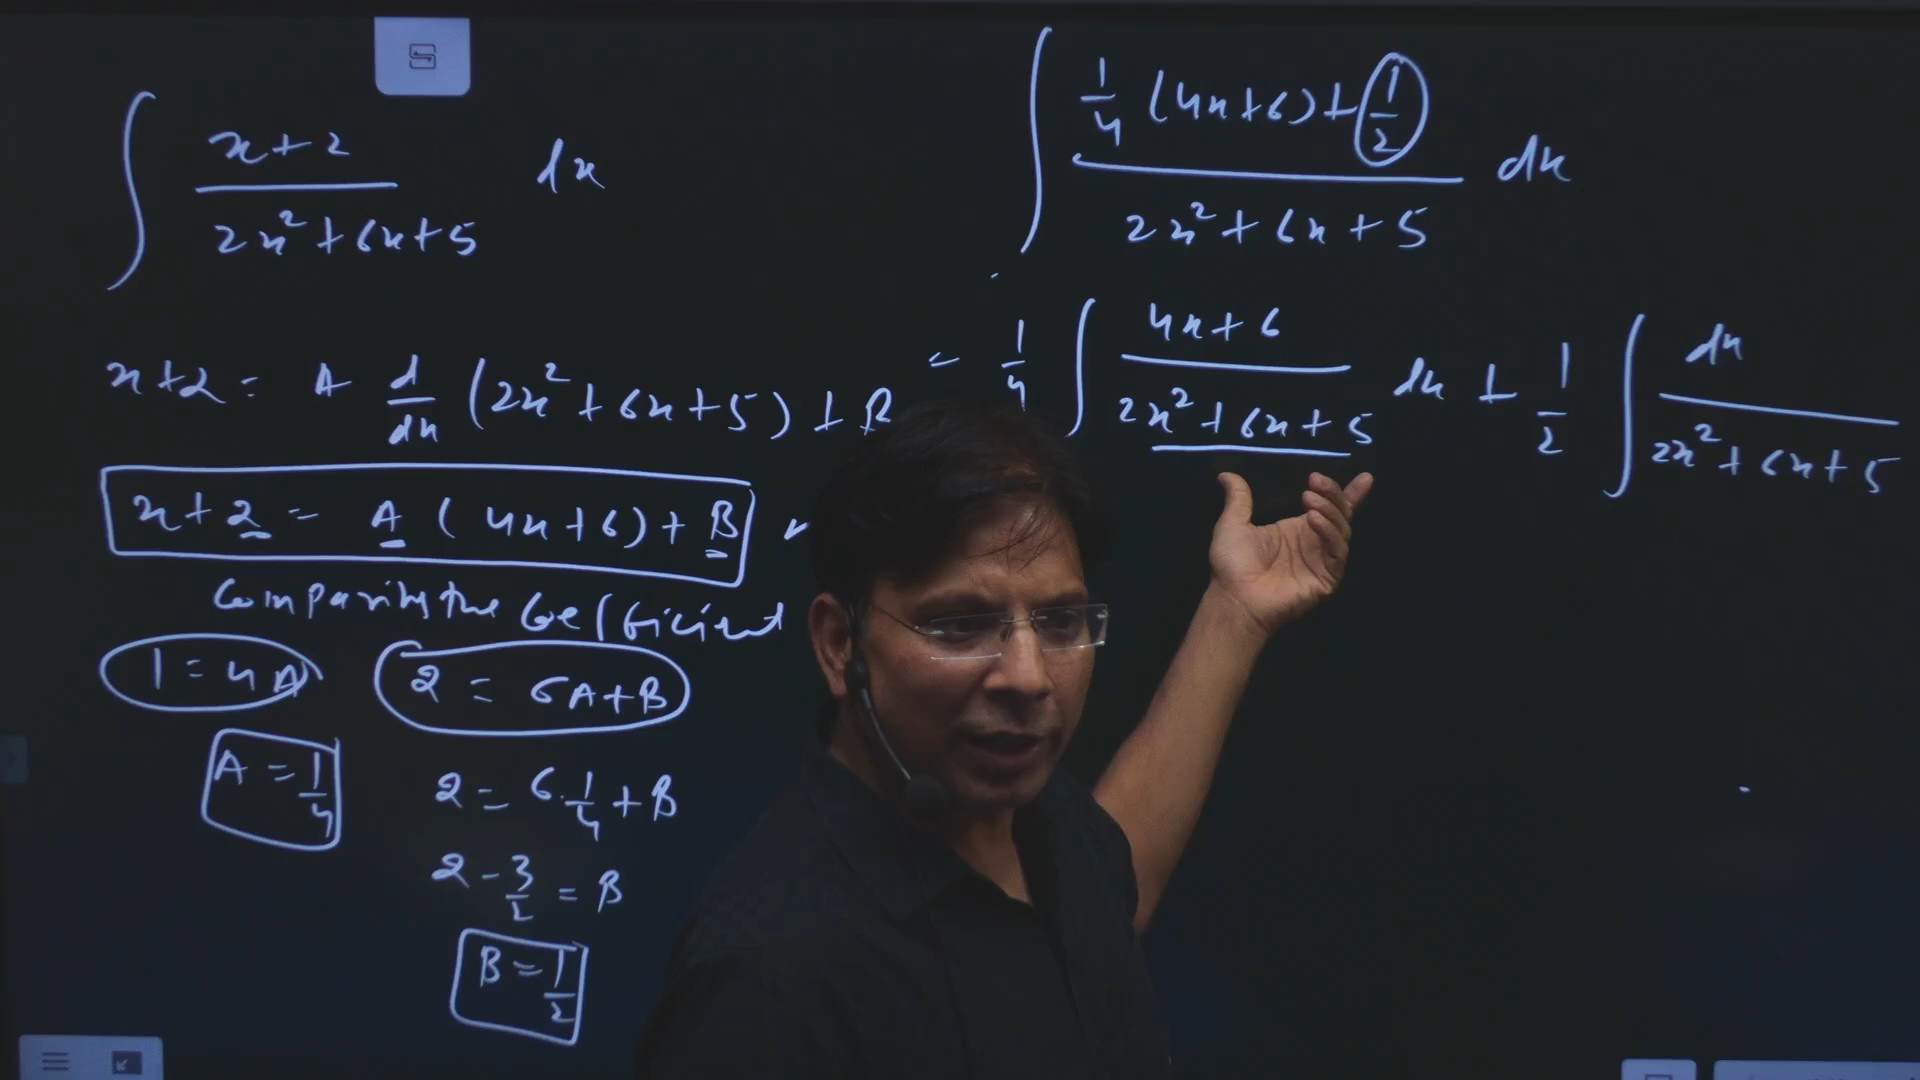 ∫ x+2 / 2x²+6x+5 dx
x+2 = A d/dx (2x²+6x+5) + B
x+2 = A (4x+6) + B
Comparing the Coefficient
1 = 4A
2 = 6A+B
A = 1/4
2 = 6·1/4 + B
2 - 3/2 = B
B = 1/2
∫ 1/4 (4x+6) + 1/2 / 2x²+6x+5 dx
= 1/4 ∫ 4x+6 / 2x²+6x+5 dx + 1/2 ∫ dx / 2x²+6x+5